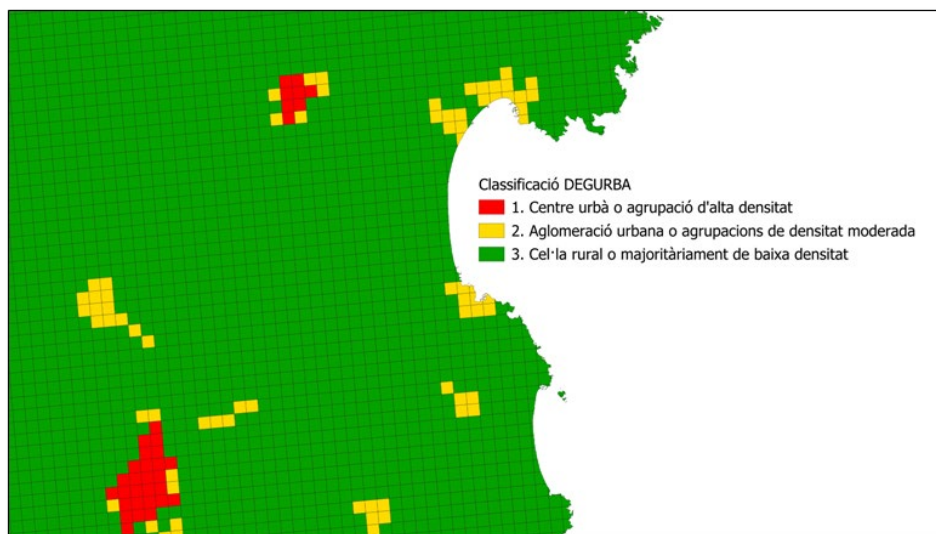 Classificació DEGURBA
1. Centre urbà o agrupació d'alta densitat
2. Aglomeració urbana o agrupacions de densitat moderada
3. Cel·la rural o majoritàriament de baixa densitat